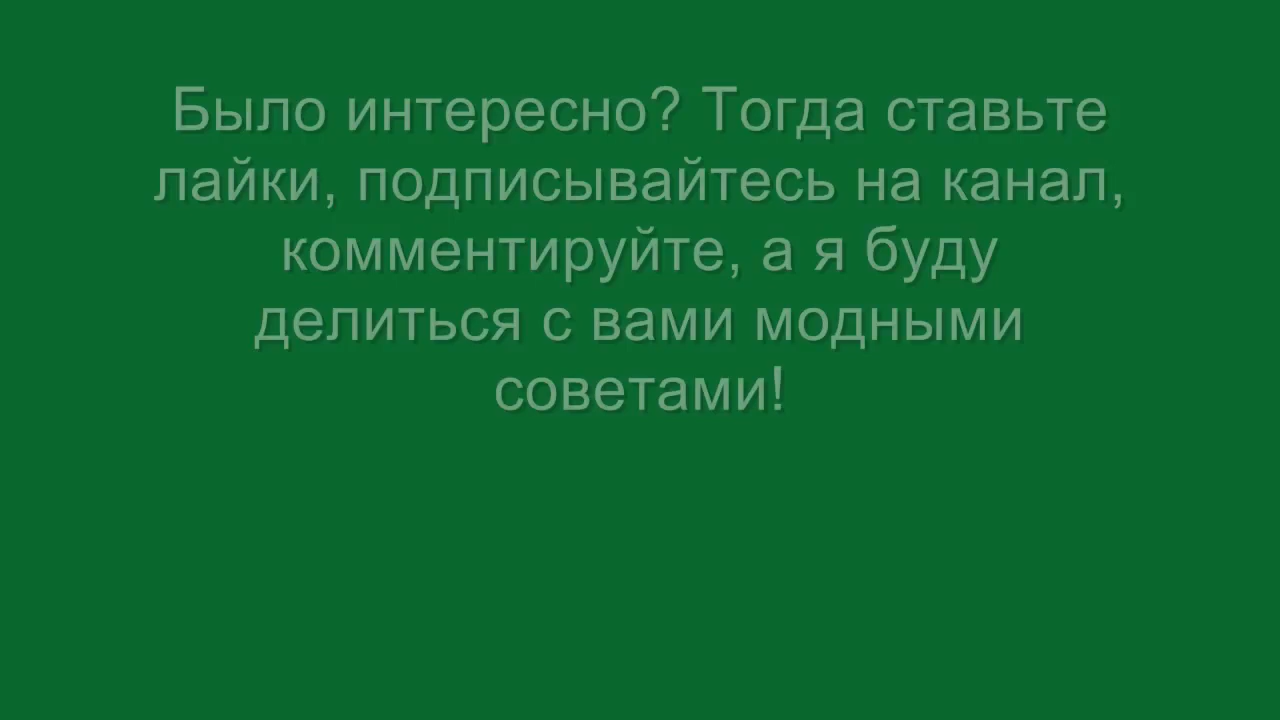 Было интересно? Тогда ставьте
лайки, подписывайтесь на канал,
комментируйте, а я буду
делиться с вами модными
советами!